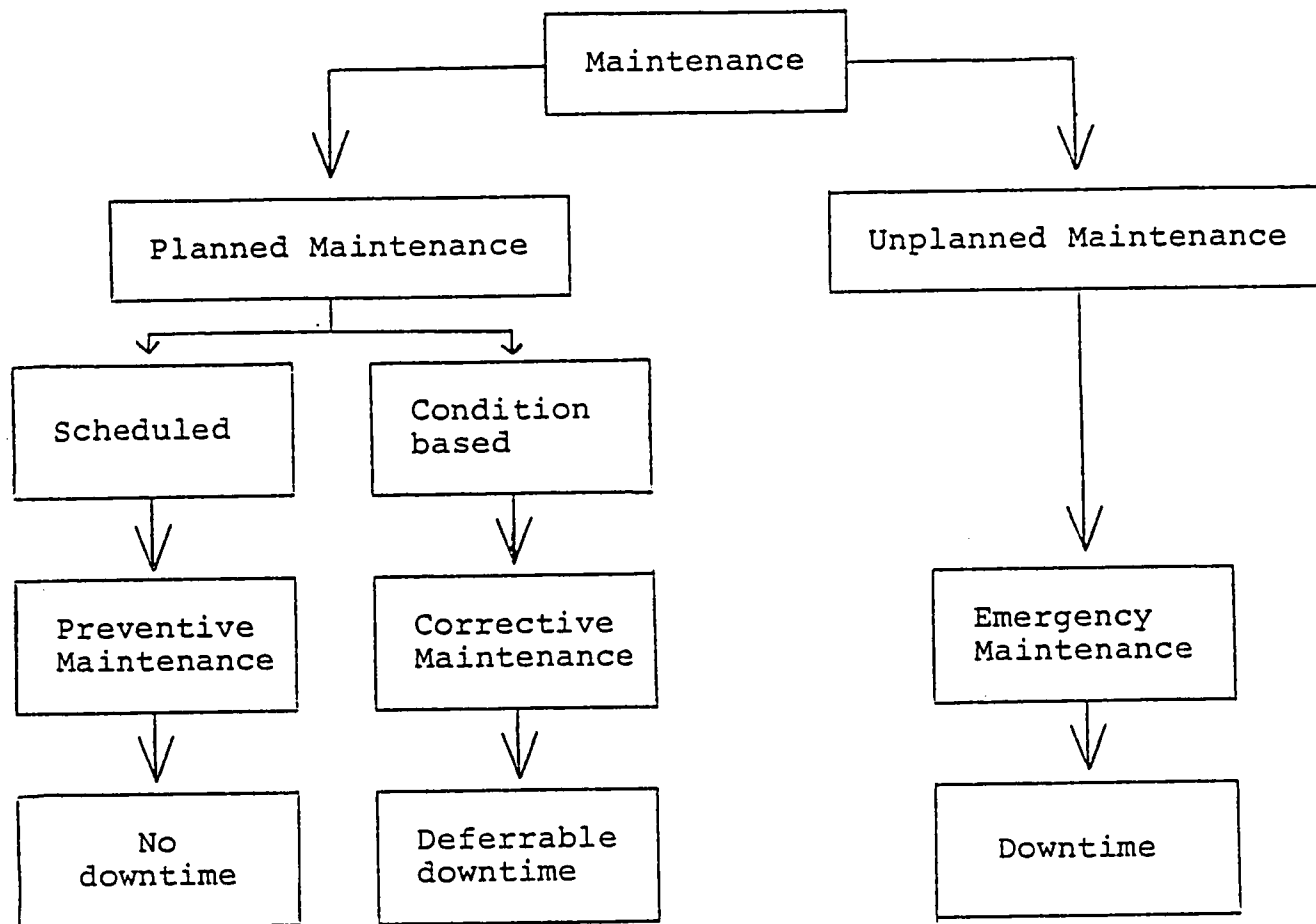 Maintenance
Planned Maintenance
Unplanned Maintenance
Scheduled
Condition
based
Preventive
Maintenance
Corrective
Maintenance
Emergency
Maintenance
No
downtime
Deferrable
downtime
Downtime